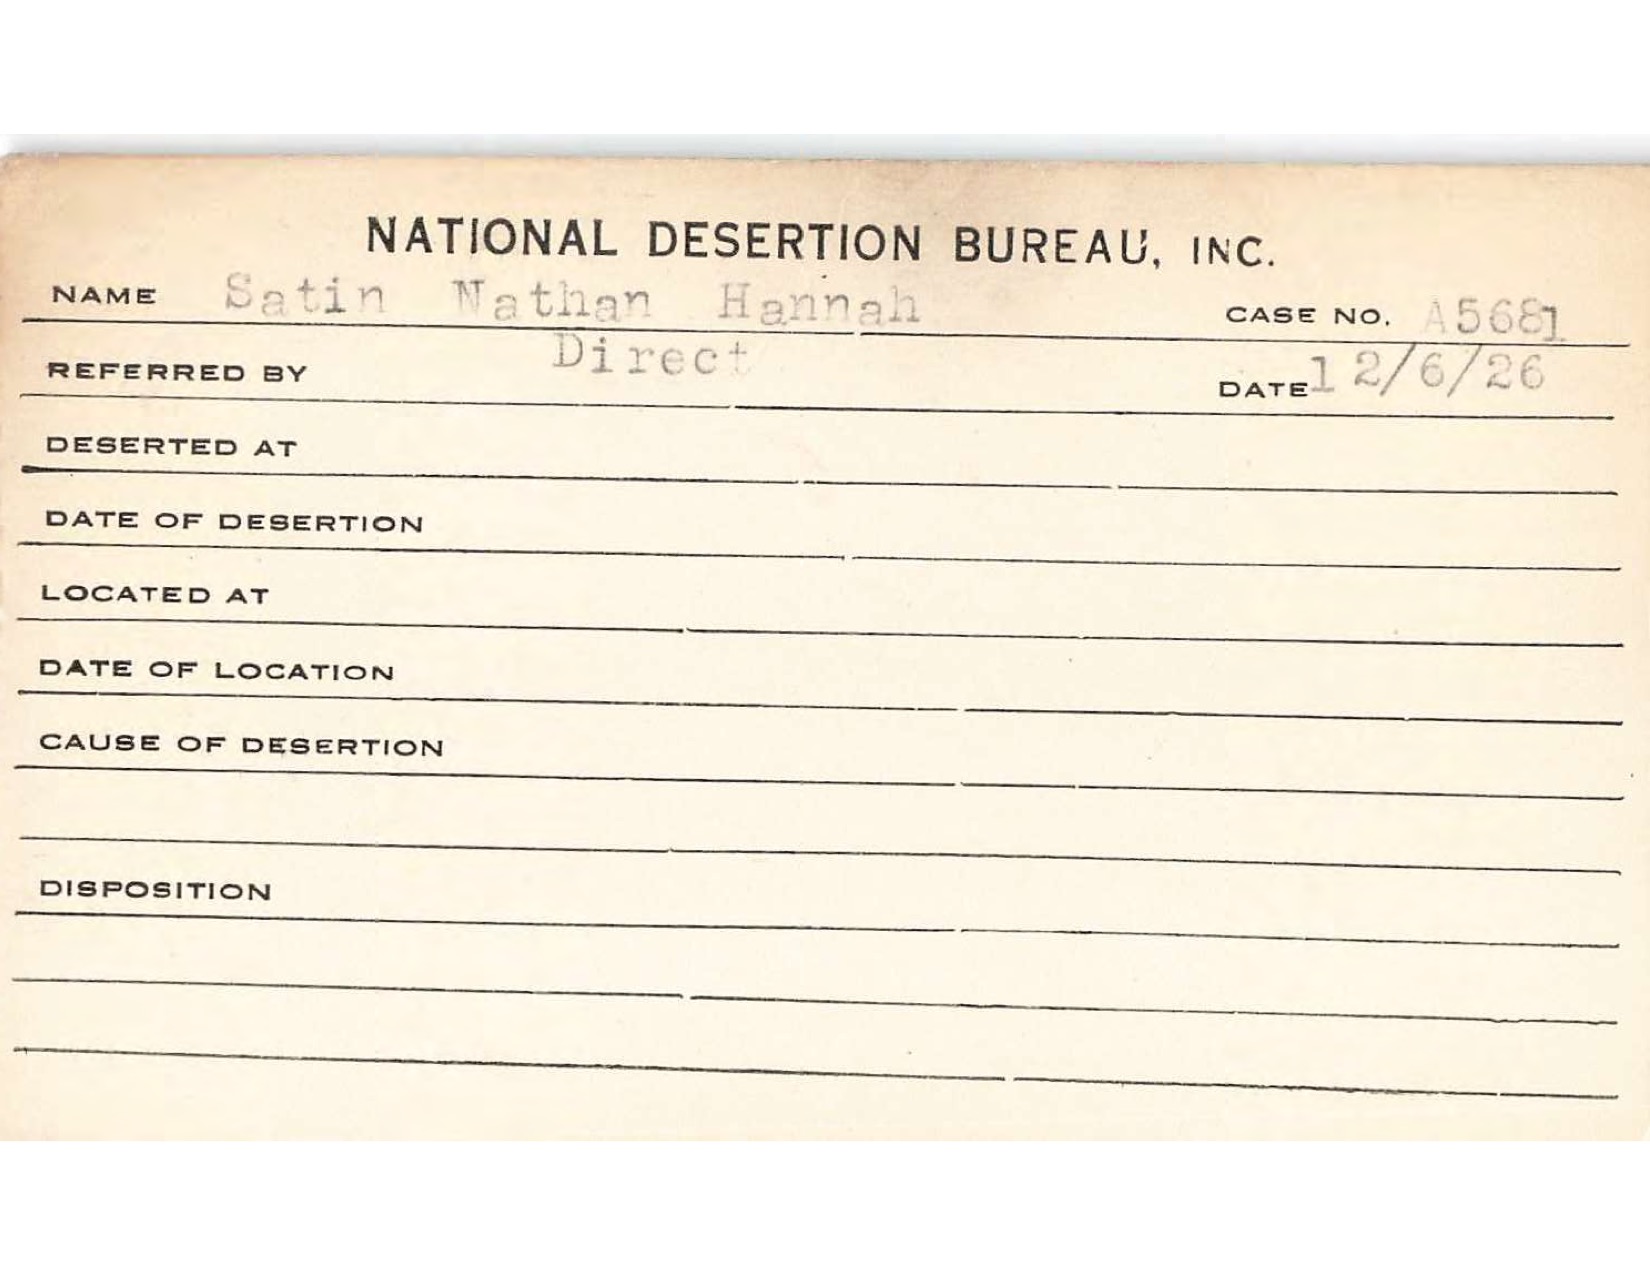 NATIONAL DESERTION BUREAU, INC.
NAME Satin Nathan Hannah CASE NO. A5681
REFERRED BY Direct DATE 12/6/26
DESERTED AT
DATE OF DESERTION
LOCATED AT
DATE OF LOCATION
CAUSE OF DESERTION
DISPOSITION